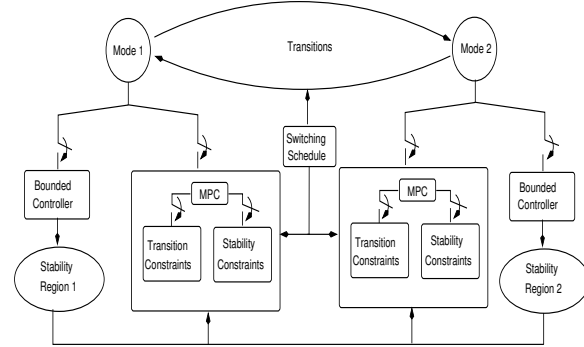 Mode 1
Transitions
Mode 2
Switching
Schedule
Bounded
Controller
MPC
Transition
Constraints
Stability
Constraints
MPC
Transition
Constraints
Stability
Constraints
Bounded
Controller
Stability
Region 1
Stability
Region 2